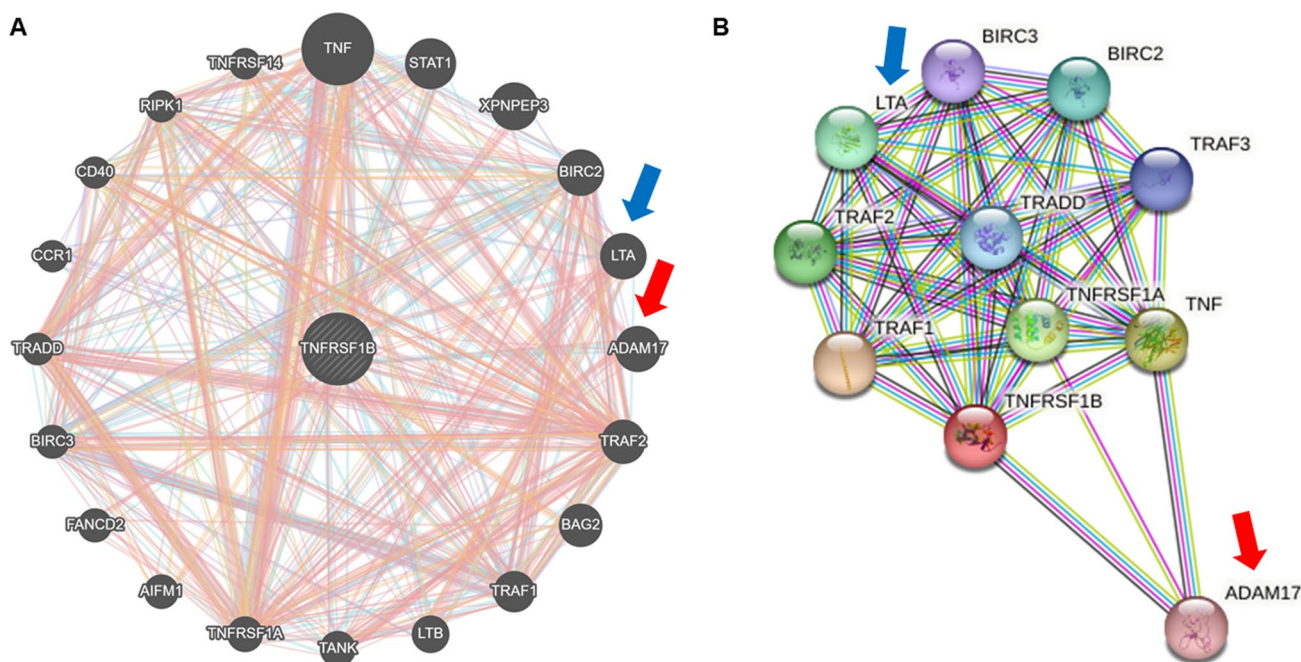 A
TNF
STAT1
TNFRSF14
XPNPEP3
RIPK1
BIRC2
CD40
LTA
CCR1
ADAM17
TNFRSF1B
TRADD
TRAF2
BIRC3
BAG2
FANCD2
TRAF1
AIFM1
LTB
TNFRSF1A
TANK
B
BIRC3
BIRC2
LTA
TRAF3
TRADD
TRAF2
TNFRSF1A
TNF
TRAF1
TNFRSF1B
ADAM17